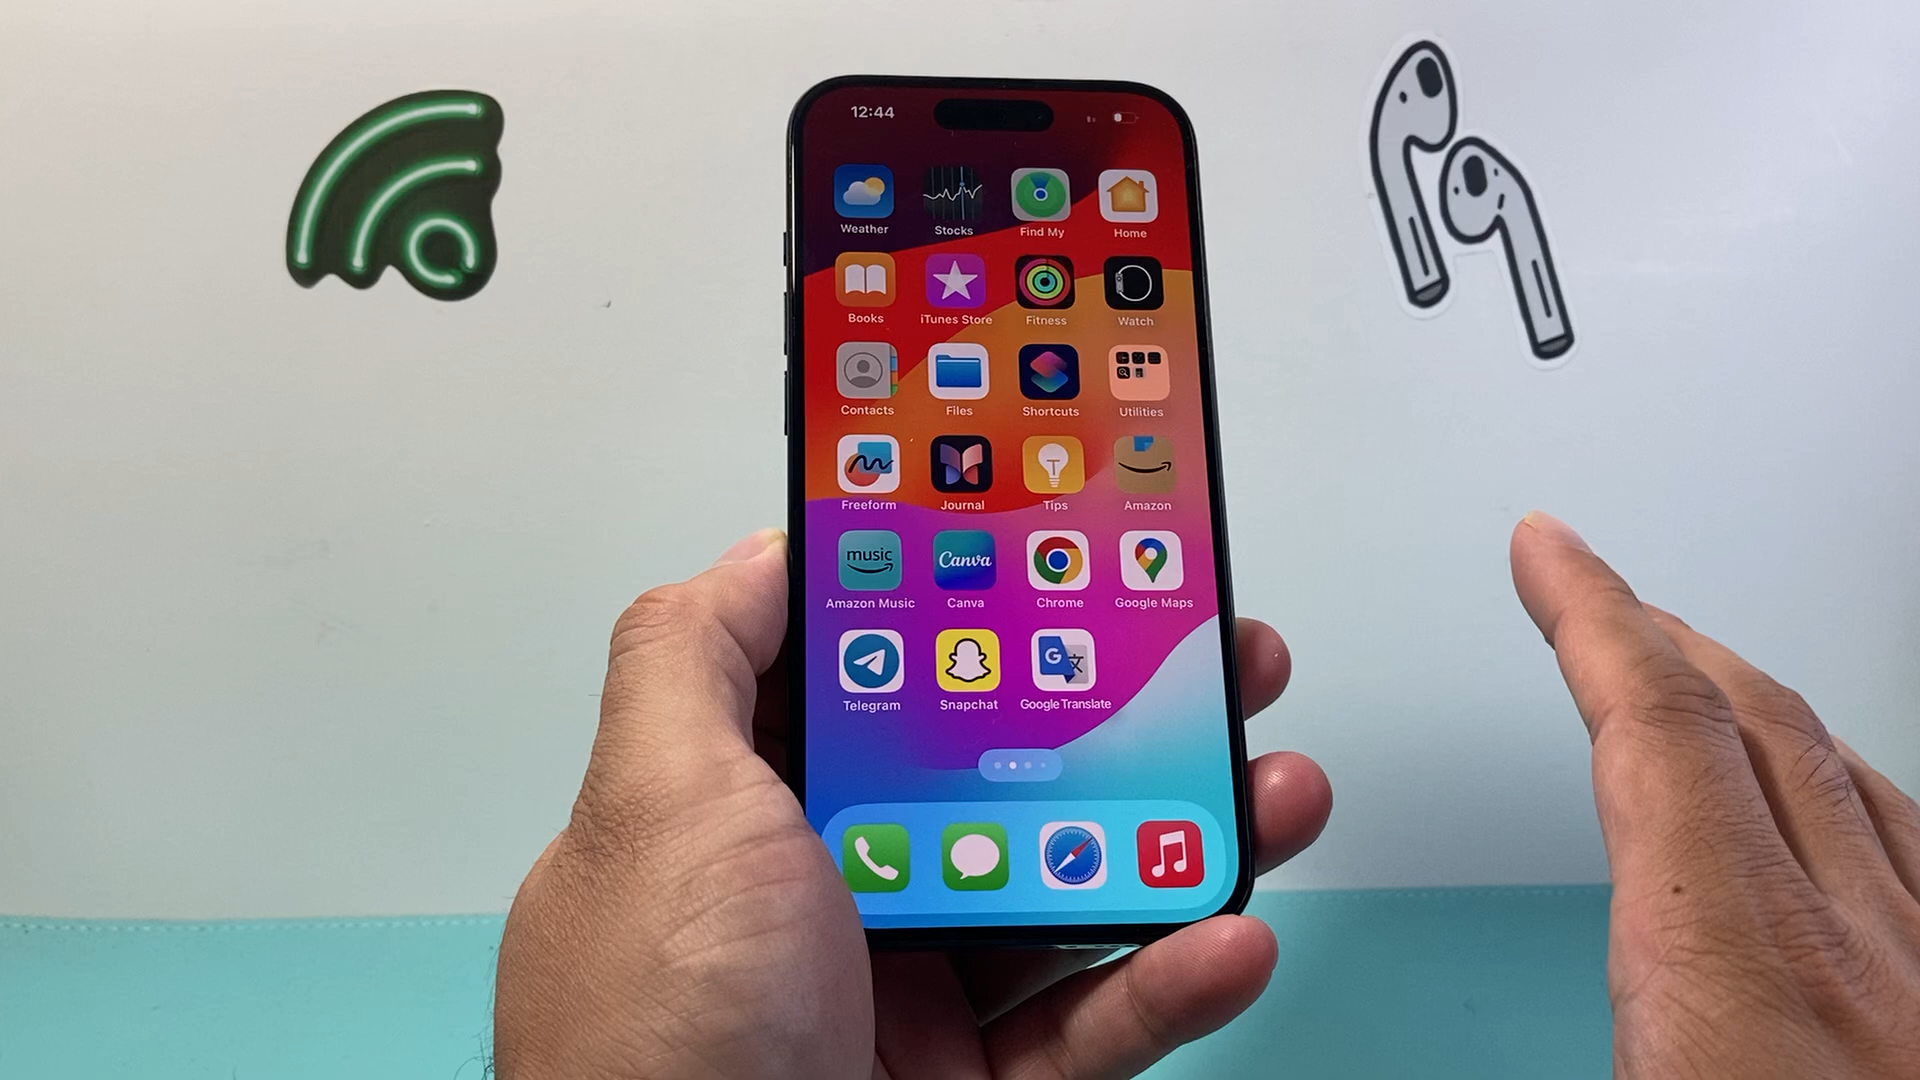 12:44
Weather Stocks Find My Home
Books iTunes Store Fitness Watch
Contacts Files Shortcuts Utilities
T
Freeform Journal Tips Amazon
music Canva
Amazon Music Canva Chrome Google Maps
G 文
Telegram Snapchat Google Translate